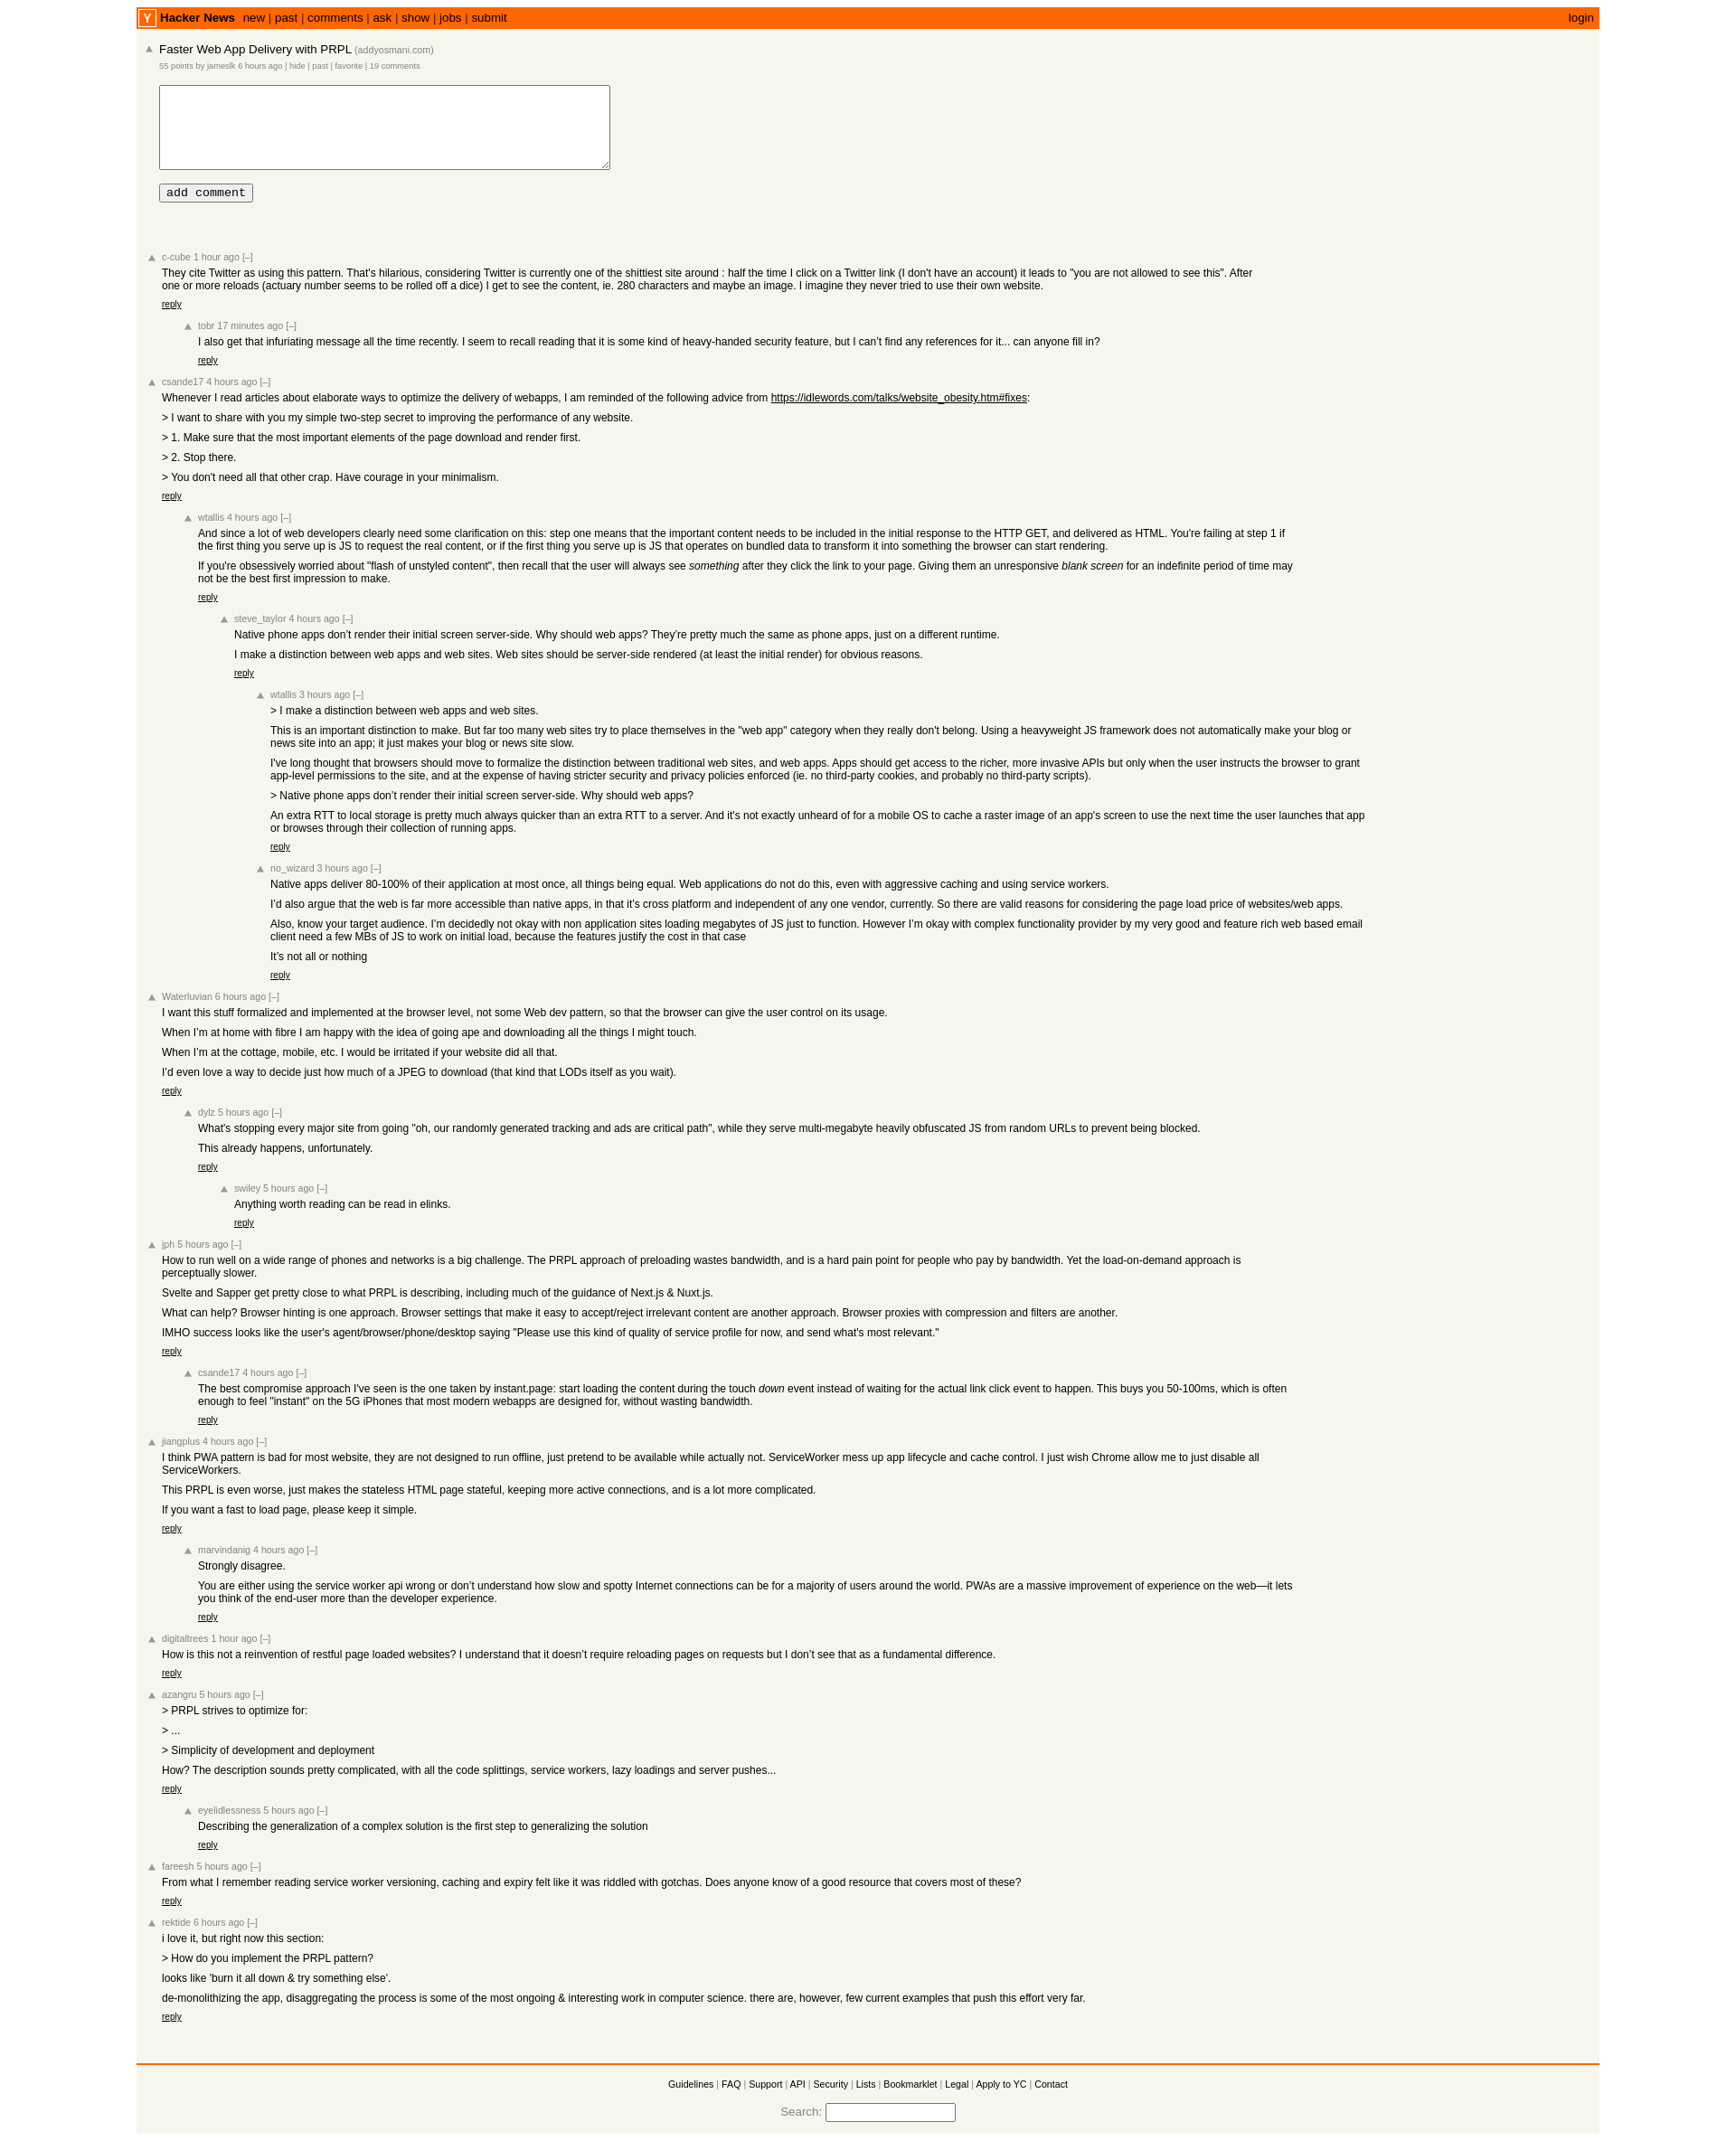 Y Hacker News new | past | comments | ask | show | jobs | submit login
Faster Web App Delivery with PRPL (addyosmani.com)
55 points by jameslk 6 hours ago | hide | past | favorite | 19 comments
add comment
c-cube 1 hour ago [–]
They cite Twitter as using this pattern. That's hilarious, considering Twitter is currently one of the shittiest site around : half the time I click on a Twitter link (I don't have an account) it leads to "you are not allowed to see this". After
one or more reloads (actuary number seems to be rolled off a dice) I get to see the content, ie. 280 characters and maybe an image. I imagine they never tried to use their own website.
reply
tobr 17 minutes ago [–]
I also get that infuriating message all the time recently. I seem to recall reading that it is some kind of heavy-handed security feature, but I can’t find any references for it... can anyone fill in?
reply
csande17 4 hours ago [–]
Whenever I read articles about elaborate ways to optimize the delivery of webapps, I am reminded of the following advice from https://idlewords.com/talks/website_obesity.htm#fixes:
> I want to share with you my simple two-step secret to improving the performance of any website.
> 1. Make sure that the most important elements of the page download and render first.
> 2. Stop there.
> You don't need all that other crap. Have courage in your minimalism.
reply
wtallis 4 hours ago [–]
And since a lot of web developers clearly need some clarification on this: step one means that the important content needs to be included in the initial response to the HTTP GET, and delivered as HTML. You're failing at step 1 if
the first thing you serve up is JS to request the real content, or if the first thing you serve up is JS that operates on bundled data to transform it into something the browser can start rendering.
If you're obsessively worried about "flash of unstyled content", then recall that the user will always see something after they click the link to your page. Giving them an unresponsive blank screen for an indefinite period of time may
not be the best first impression to make.
reply
steve_taylor 4 hours ago [–]
Native phone apps don’t render their initial screen server-side. Why should web apps? They’re pretty much the same as phone apps, just on a different runtime.
I make a distinction between web apps and web sites. Web sites should be server-side rendered (at least the initial render) for obvious reasons.
reply
wtallis 3 hours ago [–]
> I make a distinction between web apps and web sites.
This is an important distinction to make. But far too many web sites try to place themselves in the "web app" category when they really don't belong. Using a heavyweight JS framework does not automatically make your blog or
news site into an app; it just makes your blog or news site slow.
I've long thought that browsers should move to formalize the distinction between traditional web sites, and web apps. Apps should get access to the richer, more invasive APIs but only when the user instructs the browser to grant
app-level permissions to the site, and at the expense of having stricter security and privacy policies enforced (ie. no third-party cookies, and probably no third-party scripts).
> Native phone apps don’t render their initial screen server-side. Why should web apps?
An extra RTT to local storage is pretty much always quicker than an extra RTT to a server. And it's not exactly unheard of for a mobile OS to cache a raster image of an app's screen to use the next time the user launches that app
or browses through their collection of running apps.
reply
no_wizard 3 hours ago [–]
Native apps deliver 80-100% of their application at most once, all things being equal. Web applications do not do this, even with aggressive caching and using service workers.
I’d also argue that the web is far more accessible than native apps, in that it’s cross platform and independent of any one vendor, currently. So there are valid reasons for considering the page load price of websites/web apps.
Also, know your target audience. I’m decidedly not okay with non application sites loading megabytes of JS just to function. However I’m okay with complex functionality provider by my very good and feature rich web based email
client need a few MBs of JS to work on initial load, because the features justify the cost in that case
It’s not all or nothing
reply
Waterluvian 6 hours ago [–]
I want this stuff formalized and implemented at the browser level, not some Web dev pattern, so that the browser can give the user control on its usage.
When I’m at home with fibre I am happy with the idea of going ape and downloading all the things I might touch.
When I’m at the cottage, mobile, etc. I would be irritated if your website did all that.
I’d even love a way to decide just how much of a JPEG to download (that kind that LODs itself as you wait).
reply
dylz 5 hours ago [–]
What's stopping every major site from going "oh, our randomly generated tracking and ads are critical path", while they serve multi-megabyte heavily obfuscated JS from random URLs to prevent being blocked.
This already happens, unfortunately.
reply
swiley 5 hours ago [–]
Anything worth reading can be read in elinks.
reply
jph 5 hours ago [–]
How to run well on a wide range of phones and networks is a big challenge. The PRPL approach of preloading wastes bandwidth, and is a hard pain point for people who pay by bandwidth. Yet the load-on-demand approach is
perceptually slower.
Svelte and Sapper get pretty close to what PRPL is describing, including much of the guidance of Next.js & Nuxt.js.
What can help? Browser hinting is one approach. Browser settings that make it easy to accept/reject irrelevant content are another approach. Browser proxies with compression and filters are another.
IMHO success looks like the user's agent/browser/phone/desktop saying "Please use this kind of quality of service profile for now, and send what's most relevant."
reply
csande17 4 hours ago [–]
The best compromise approach I've seen is the one taken by instant.page: start loading the content during the touch down event instead of waiting for the actual link click event to happen. This buys you 50-100ms, which is often
enough to feel "instant" on the 5G iPhones that most modern webapps are designed for, without wasting bandwidth.
reply
jiangplus 4 hours ago [–]
I think PWA pattern is bad for most website, they are not designed to run offline, just pretend to be available while actually not. ServiceWorker mess up app lifecycle and cache control. I just wish Chrome allow me to just disable all
ServiceWorkers.
This PRPL is even worse, just makes the stateless HTML page stateful, keeping more active connections, and is a lot more complicated.
If you want a fast to load page, please keep it simple.
reply
marvindanig 4 hours ago [–]
Strongly disagree.
You are either using the service worker api wrong or don’t understand how slow and spotty Internet connections can be for a majority of users around the world. PWAs are a massive improvement of experience on the web—it lets
you think of the end-user more than the developer experience.
reply
digitaltrees 1 hour ago [–]
How is this not a reinvention of restful page loaded websites? I understand that it doesn’t require reloading pages on requests but I don’t see that as a fundamental difference.
reply
azangru 5 hours ago [–]
> PRPL strives to optimize for:
> ...
> Simplicity of development and deployment
How? The description sounds pretty complicated, with all the code splittings, service workers, lazy loadings and server pushes...
reply
eyelidlessness 5 hours ago [–]
Describing the generalization of a complex solution is the first step to generalizing the solution
reply
fareesh 5 hours ago [–]
From what I remember reading service worker versioning, caching and expiry felt like it was riddled with gotchas. Does anyone know of a good resource that covers most of these?
reply
rektide 6 hours ago [–]
i love it, but right now this section:
> How do you implement the PRPL pattern?
looks like 'burn it all down & try something else'.
de-monolithizing the app, disaggregating the process is some of the most ongoing & interesting work in computer science. there are, however, few current examples that push this effort very far.
reply
Guidelines | FAQ | Support | API | Security | Lists | Bookmarklet | Legal | Apply to YC | Contact
Search: